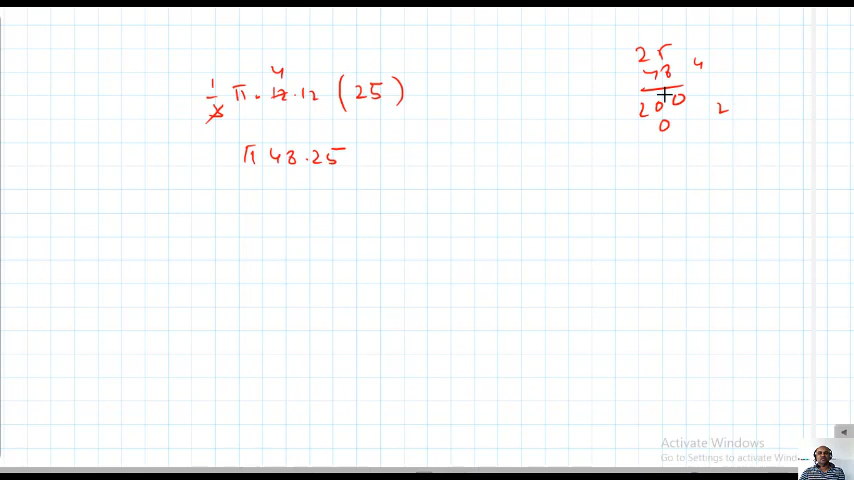 4
1/3 π . 12 . 12 ( 25 )
π 48 . 25
25
48 4
200 2
0
Activate Windows
Go to Settings to activate Wind